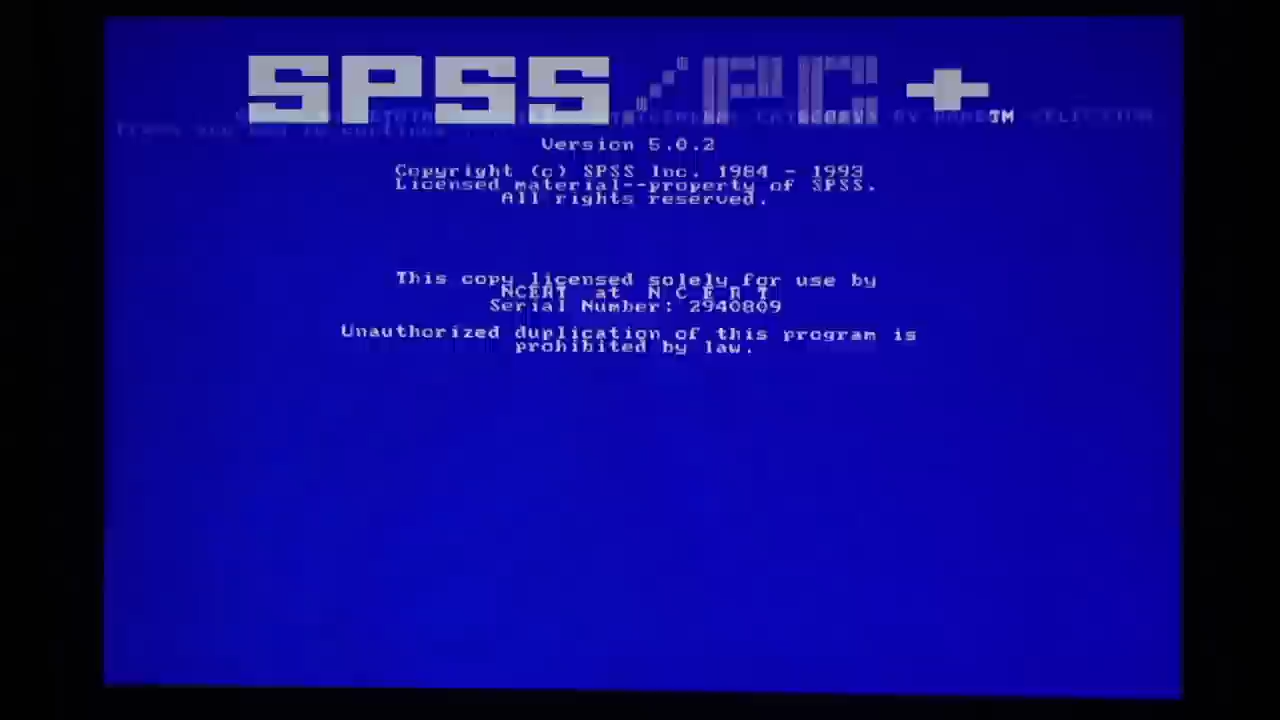 SPSS/PC+
TM
Version 5.0.2
Copyright (c) SPSS Inc. 1984 - 1993
Licensed material--property of SPSS.
All rights reserved.
This copy licensed solely for use by
NCERT at N C E R T
Serial Number: 2940809
Unauthorized duplication of this program is
prohibited by law.